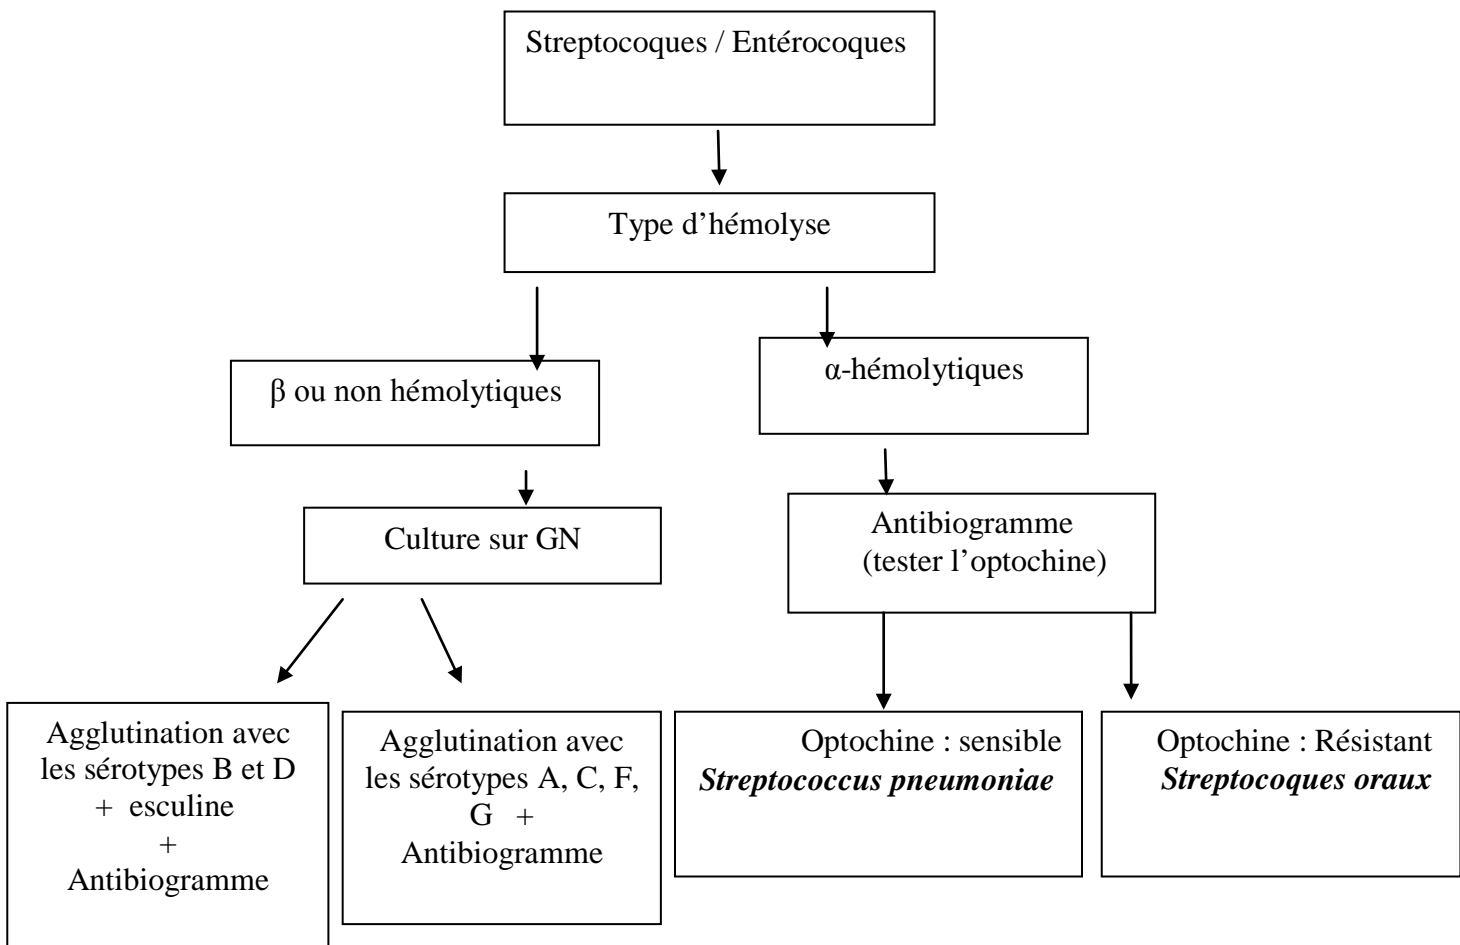 Streptocoques / Entérocoques
Type d’hémolyse
β ou non hémolytiques
α-hémolytiques
Culture sur GN
Antibiogramme
(tester l’optochine)
Agglutination avec
les sérotypes B et D
+ esculine
+
Antibiogramme
Agglutination avec
les sérotypes A, C, F,
G +
Antibiogramme
Optochine : sensible
Streptococcus pneumoniae
Optochine : Résistant
Streptocoques oraux